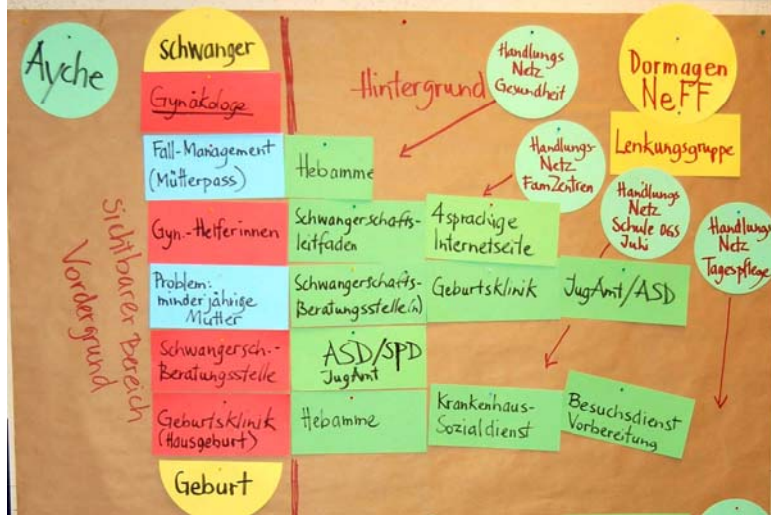 Ayche
Schwanger
Gynäkologe
Fall-Management
(Mütterpass)
Gyn.-Helferinnen
Problem:
minderjährige
Mütter
Schwangersch.-
Beratungsstelle
Geburtsklinik
(Hausgeburt)
Geburt
Sichtbarer Bereich
Vordergrund
Hintergrund
Hebamme
Schwangerschafts-
leitfaden
4sprachige
Internetseite
Schwangerschafts-
Beratungsstelle(n)
Geburtsklinik
JugAmt/ASD
ASD/SPD
JugAmt
Hebamme
Krankenhaus-
Sozialdienst
Besuchsdienst
Vorbereitung
Handlungs
Netz
Gesundheit
Handlungs-
Netz
FamZentren
Handlungs
Netz
Schule OGS
Juhi
Handlungs
Netz
Tagespflege
Dormagen
NeFF
Lenkungsgruppe